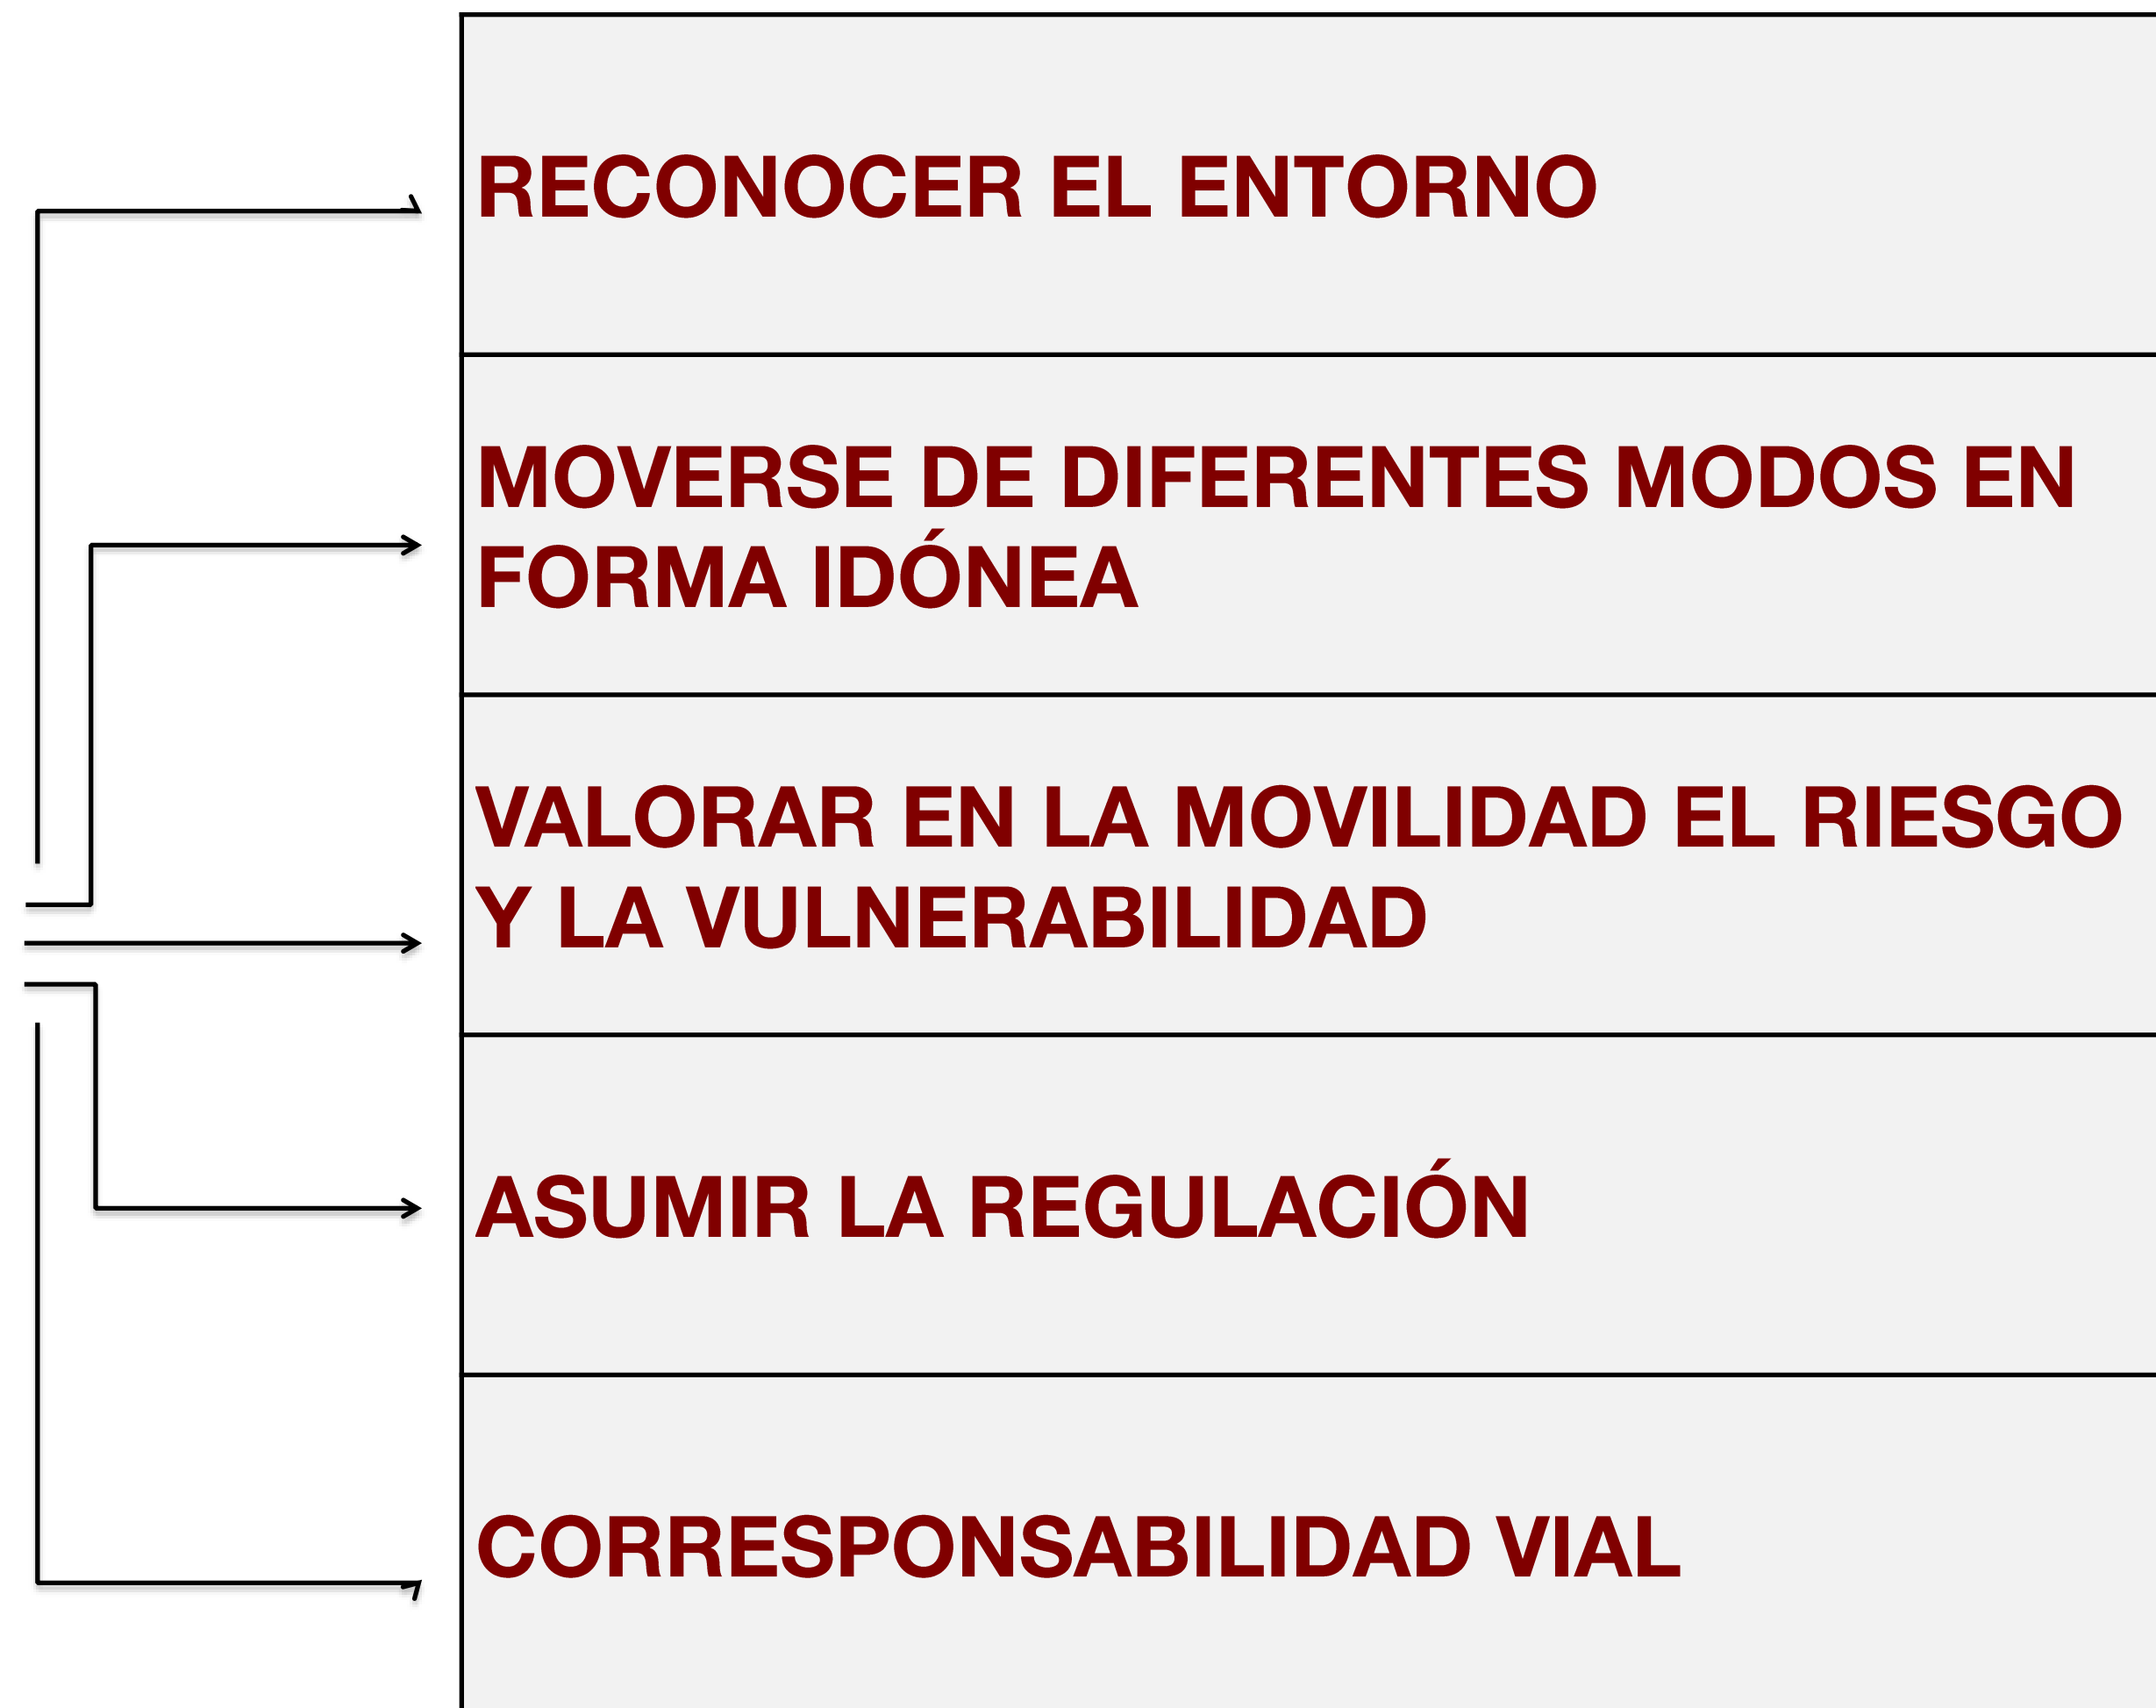 RECONOCER EL ENTORNO
MOVERSE DE DIFERENTES MODOS EN
FORMA IDÓNEA
VALORAR EN LA MOVILIDAD EL RIESGO
Y LA VULNERABILIDAD
ASUMIR LA REGULACIÓN
CORRESPONSABILIDAD VIAL